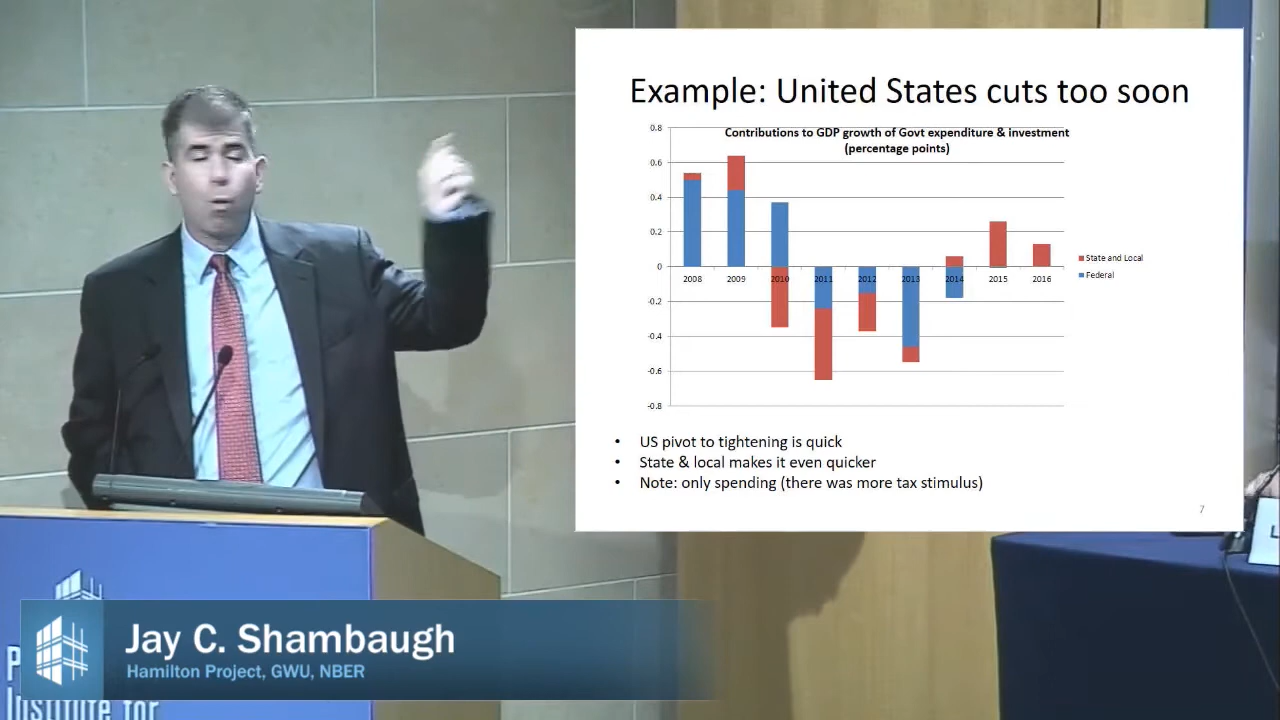 Example: United States cuts too soon
Contributions to GDP growth of Govt expenditure & investment
(percentage points)
0.8
0.6
0.4
0.2
0
-0.2
-0.4
-0.6
-0.8
2008 2009 2010 2011 2012 2013 2014 2015 2016
State and Local
Federal
• US pivot to tightening is quick
• State & local makes it even quicker
• Note: only spending (there was more tax stimulus)
7
Jay C. Shambaugh
Hamilton Project, GWU, NBER
Institute for